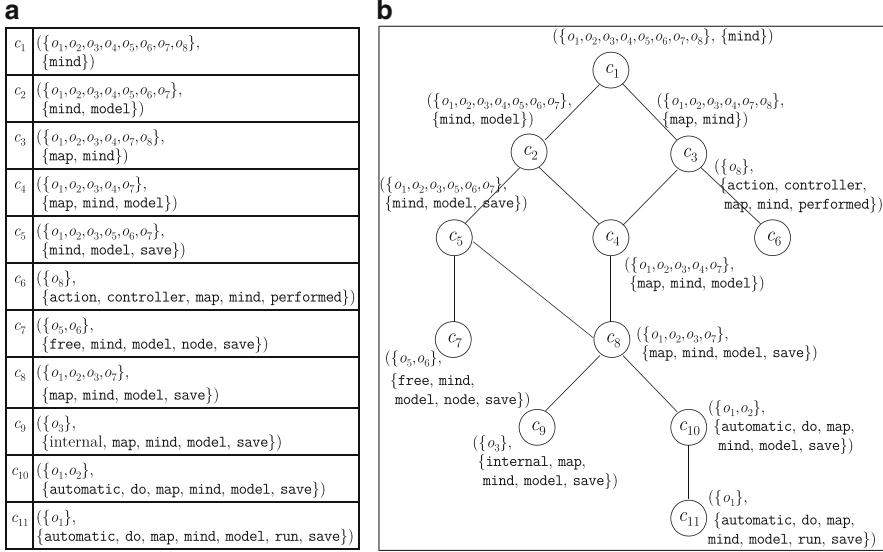 a
c₁ ({o₁,o₂,o₃,o₄,o₅,o₆,o₇,o₈},
{mind})
c₂ ({o₁,o₂,o₃,o₄,o₅,o₆,o₇},
{mind, model})
c₃ ({o₁,o₂,o₃,o₄,o₇,o₈},
{map, mind})
c₄ ({o₁,o₂,o₃,o₄,o₇},
{map, mind, model})
c₅ ({o₁,o₂,o₃,o₅,o₆,o₇},
{mind, model, save})
c₆ ({o₈},
{action, controller, map, mind, performed})
c₇ ({o₅,o₆},
{free, mind, model, node, save})
c₈ ({o₁,o₂,o₃,o₇},
{map, mind, model, save})
c₉ ({o₃},
{internal, map, mind, model, save})
c₁₀ ({o₁,o₂},
{automatic, do, map, mind, model, save})
c₁₁ ({o₁},
{automatic, do, map, mind, model, run, save})
b
({o₁,o₂,o₃,o₄,o₅,o₆,o₇,o₈}, {mind})
c₁
({o₁,o₂,o₃,o₄,o₅,o₆,o₇},
{mind, model})
c₂
({o₁,o₂,o₃,o₄,o₇,o₈},
{map, mind})
c₃
({o₁,o₂,o₃,o₅,o₆,o₇},
{mind, model, save})
c₅
c₄
({o₁,o₂,o₃,o₄,o₇},
{map, mind, model})
({o₈},
{action, controller,
map, mind, performed})
c₆
c₇
({o₅,o₆},
{free, mind,
model, node, save})
c₈
({o₁,o₂,o₃,o₇},
{map, mind, model, save})
c₉
({o₃},
{internal, map,
mind, model, save})
c₁₀
({o₁,o₂},
{automatic, do, map,
mind, model, save})
c₁₁
({o₁},
{automatic, do, map,
mind, model, run, save})